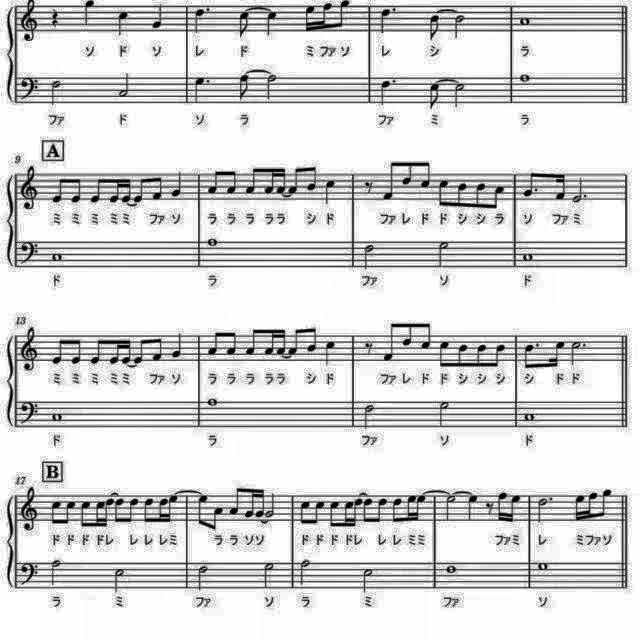 ソ ド ソ レ ド ミファソ レ シ ラ
ファ ド ソ ラ ファ ミ ラ
A
9
ミ ミ ミ ミミ ファ ソ ラ ラ ラ ララ シ ド ファ レ ド ド シ シ ラ ソ ファ ミ
ド ラ ファ ソ ド
13
ミ ミ ミ ミミ ファ ソ ラ ラ ラ ララ シ ド ファ レ ド ド シ シ シ シ ド ド
ド ラ ファ ソ ド
B
17
ド ド ド ドレ レ レ レミ ラ ラ ソソ ド ド ド ドレ レ レ ミミ ファミ レ ミファソ
ラ ミ ファ ソ ラ ミ ファ ソ